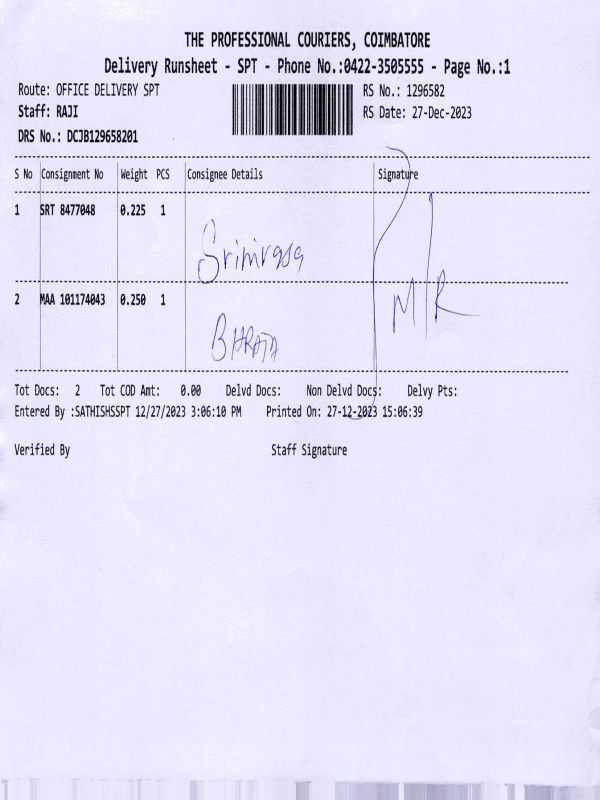 THE PROFESSIONAL COURIERS, COIMBATORE
Delivery Runsheet - SPT - Phone No.:0422-3505555 - Page No.:1
Route: OFFICE DELIVERY SPT RS No.: 1296582
Staff: RAJI RS Date: 27-Dec-2023
DRS No.: DCJB129658201
S No Consignment No Weight PCS Consignee Details Signature
1 SRT 8477048 0.225 1
Srinivasa
2 MAA 101174043 0.250 1 M/R
Tot Docs: 2 Tot COD Amt: 0.00 Delvd Docs: Non Delvd Docs: Delvy Pts:
Entered By :SATHISHSSPT 12/27/2023 3:06:10 PM Printed On: 27-12-2023 15:06:39
Verified By Staff Signature